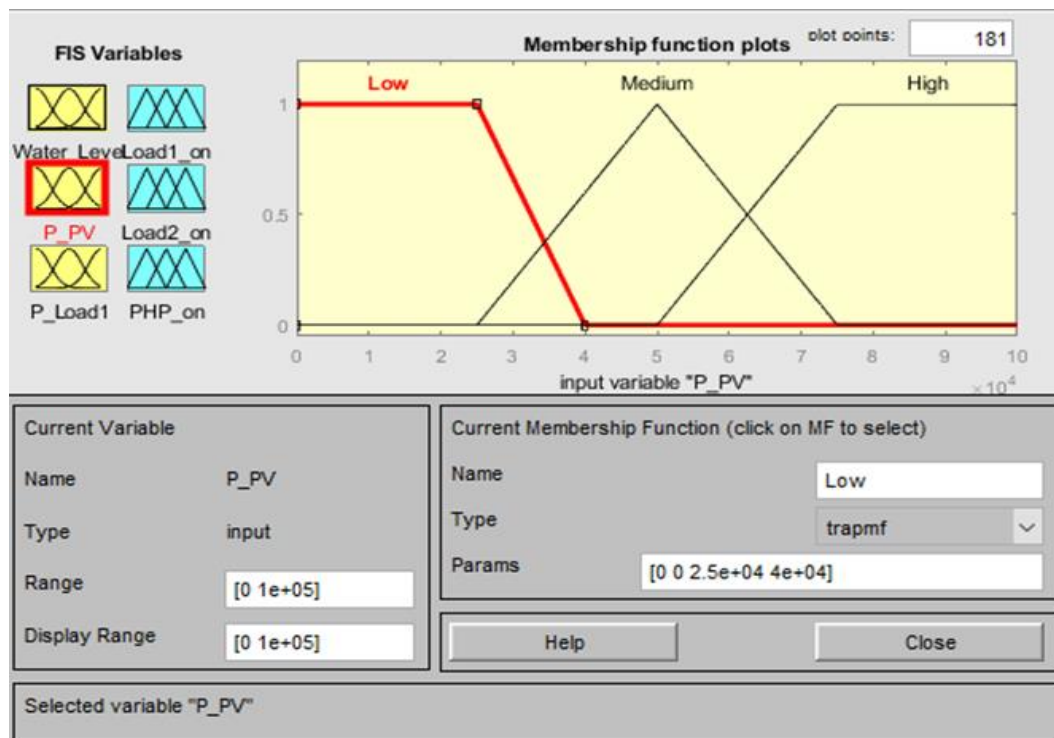 FIS Variables
Membership function plots
plot points:
181
Low
Medium
High
1
0.5
0
Water Level
Load1_on
P_PV
Load2_on
P_Load1
PHP_on
0 1 2 3 4 5 6 7 8 9 10
input variable "P_PV"
×10⁴
Current Variable
Name P_PV
Type input
Range [0 1e+05]
Display Range [0 1e+05]
Current Membership Function (click on MF to select)
Name Low
Type trapmf
Params [0 0 2.5e+04 4e+04]
Help
Close
Selected variable "P_PV"